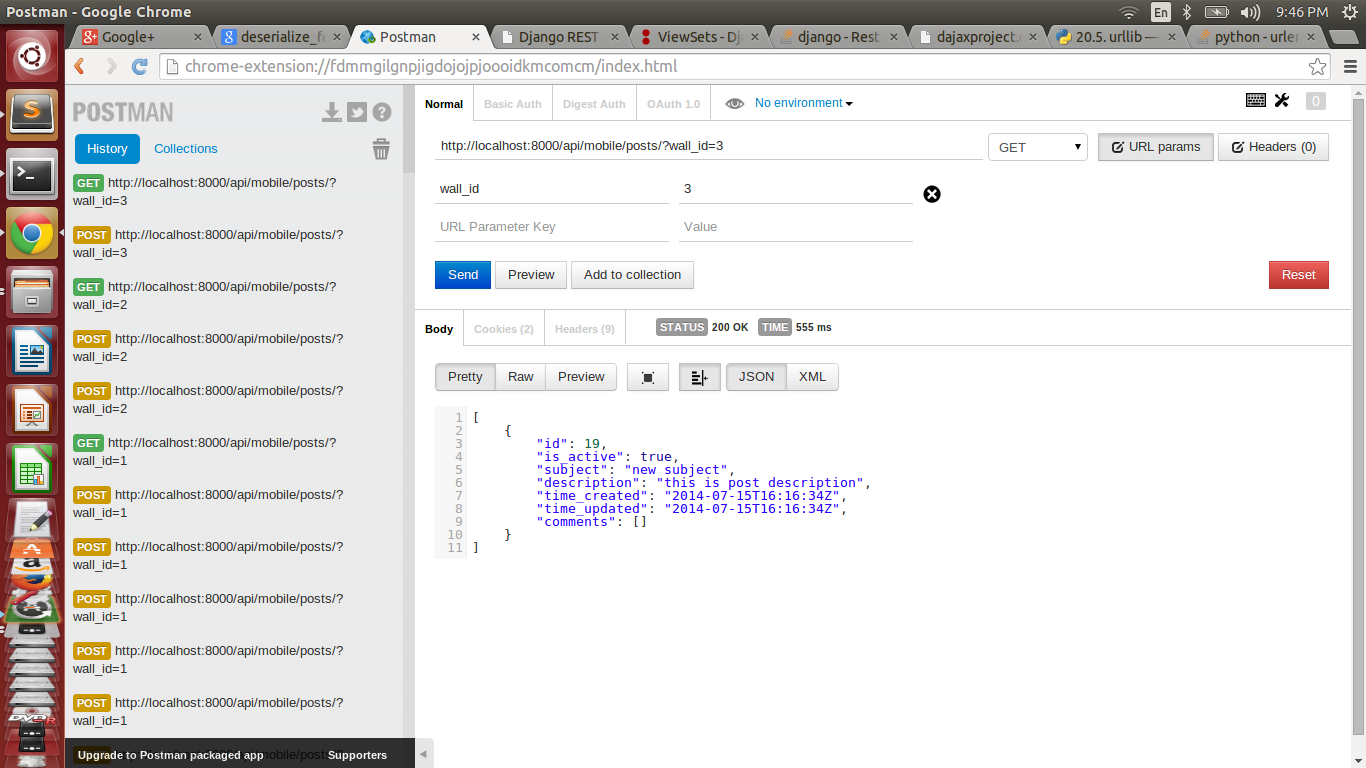 Postman - Google Chrome
En
9:46 PM
Google+
deserialize_f
Postman
Django REST
ViewSets - Dj
django - Rest
dajaxproject.
20.5. urllib —
python - urle
chrome-extension://fdmmgilgnpjigdojojpjoooidkmcomcm/index.html
POSTMAN
History
Collections
GET http://localhost:8000/api/mobile/posts/?
wall_id=3
POST http://localhost:8000/api/mobile/posts/?
wall_id=3
GET http://localhost:8000/api/mobile/posts/?
wall_id=2
POST http://localhost:8000/api/mobile/posts/?
wall_id=2
POST http://localhost:8000/api/mobile/posts/?
wall_id=2
GET http://localhost:8000/api/mobile/posts/?
wall_id=1
POST http://localhost:8000/api/mobile/posts/?
wall_id=1
POST http://localhost:8000/api/mobile/posts/?
wall_id=1
POST http://localhost:8000/api/mobile/posts/?
wall_id=1
POST http://localhost:8000/api/mobile/posts/?
wall_id=1
POST http://localhost:8000/api/mobile/posts/?
wall_id=1
Upgrade to Postman packaged app
Supporters
Normal
Basic Auth
Digest Auth
OAuth 1.0
No environment
0
http://localhost:8000/api/mobile/posts/?wall_id=3
GET
URL params
Headers (0)
wall_id
3
URL Parameter Key
Value
Send
Preview
Add to collection
Reset
Body
Cookies (2)
Headers (9)
STATUS 200 OK
TIME 555 ms
Pretty
Raw
Preview
JSON
XML
1 [
2 {
3 "id": 19,
4 "is_active": true,
5 "subject": "new subject",
6 "description": "this is post description",
7 "time_created": "2014-07-15T16:16:34Z",
8 "time_updated": "2014-07-15T16:16:34Z",
9 "comments": []
10 }
11 ]